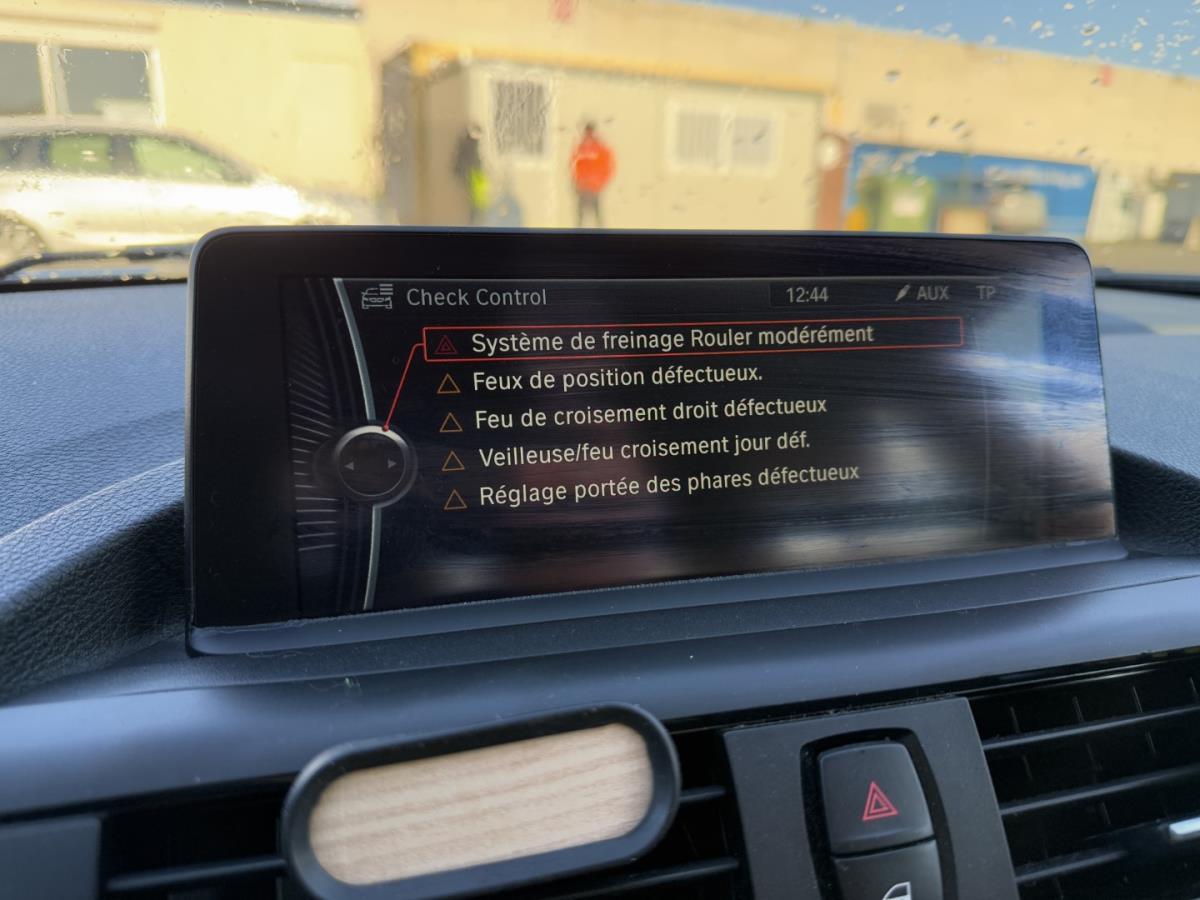 Check Control
12:44
AUX
TP
Système de freinage Rouler modérément
Feux de position défectueux.
Feu de croisement droit défectueux
Veilleuse/feu croisement jour déf.
Réglage portée des phares défectueux